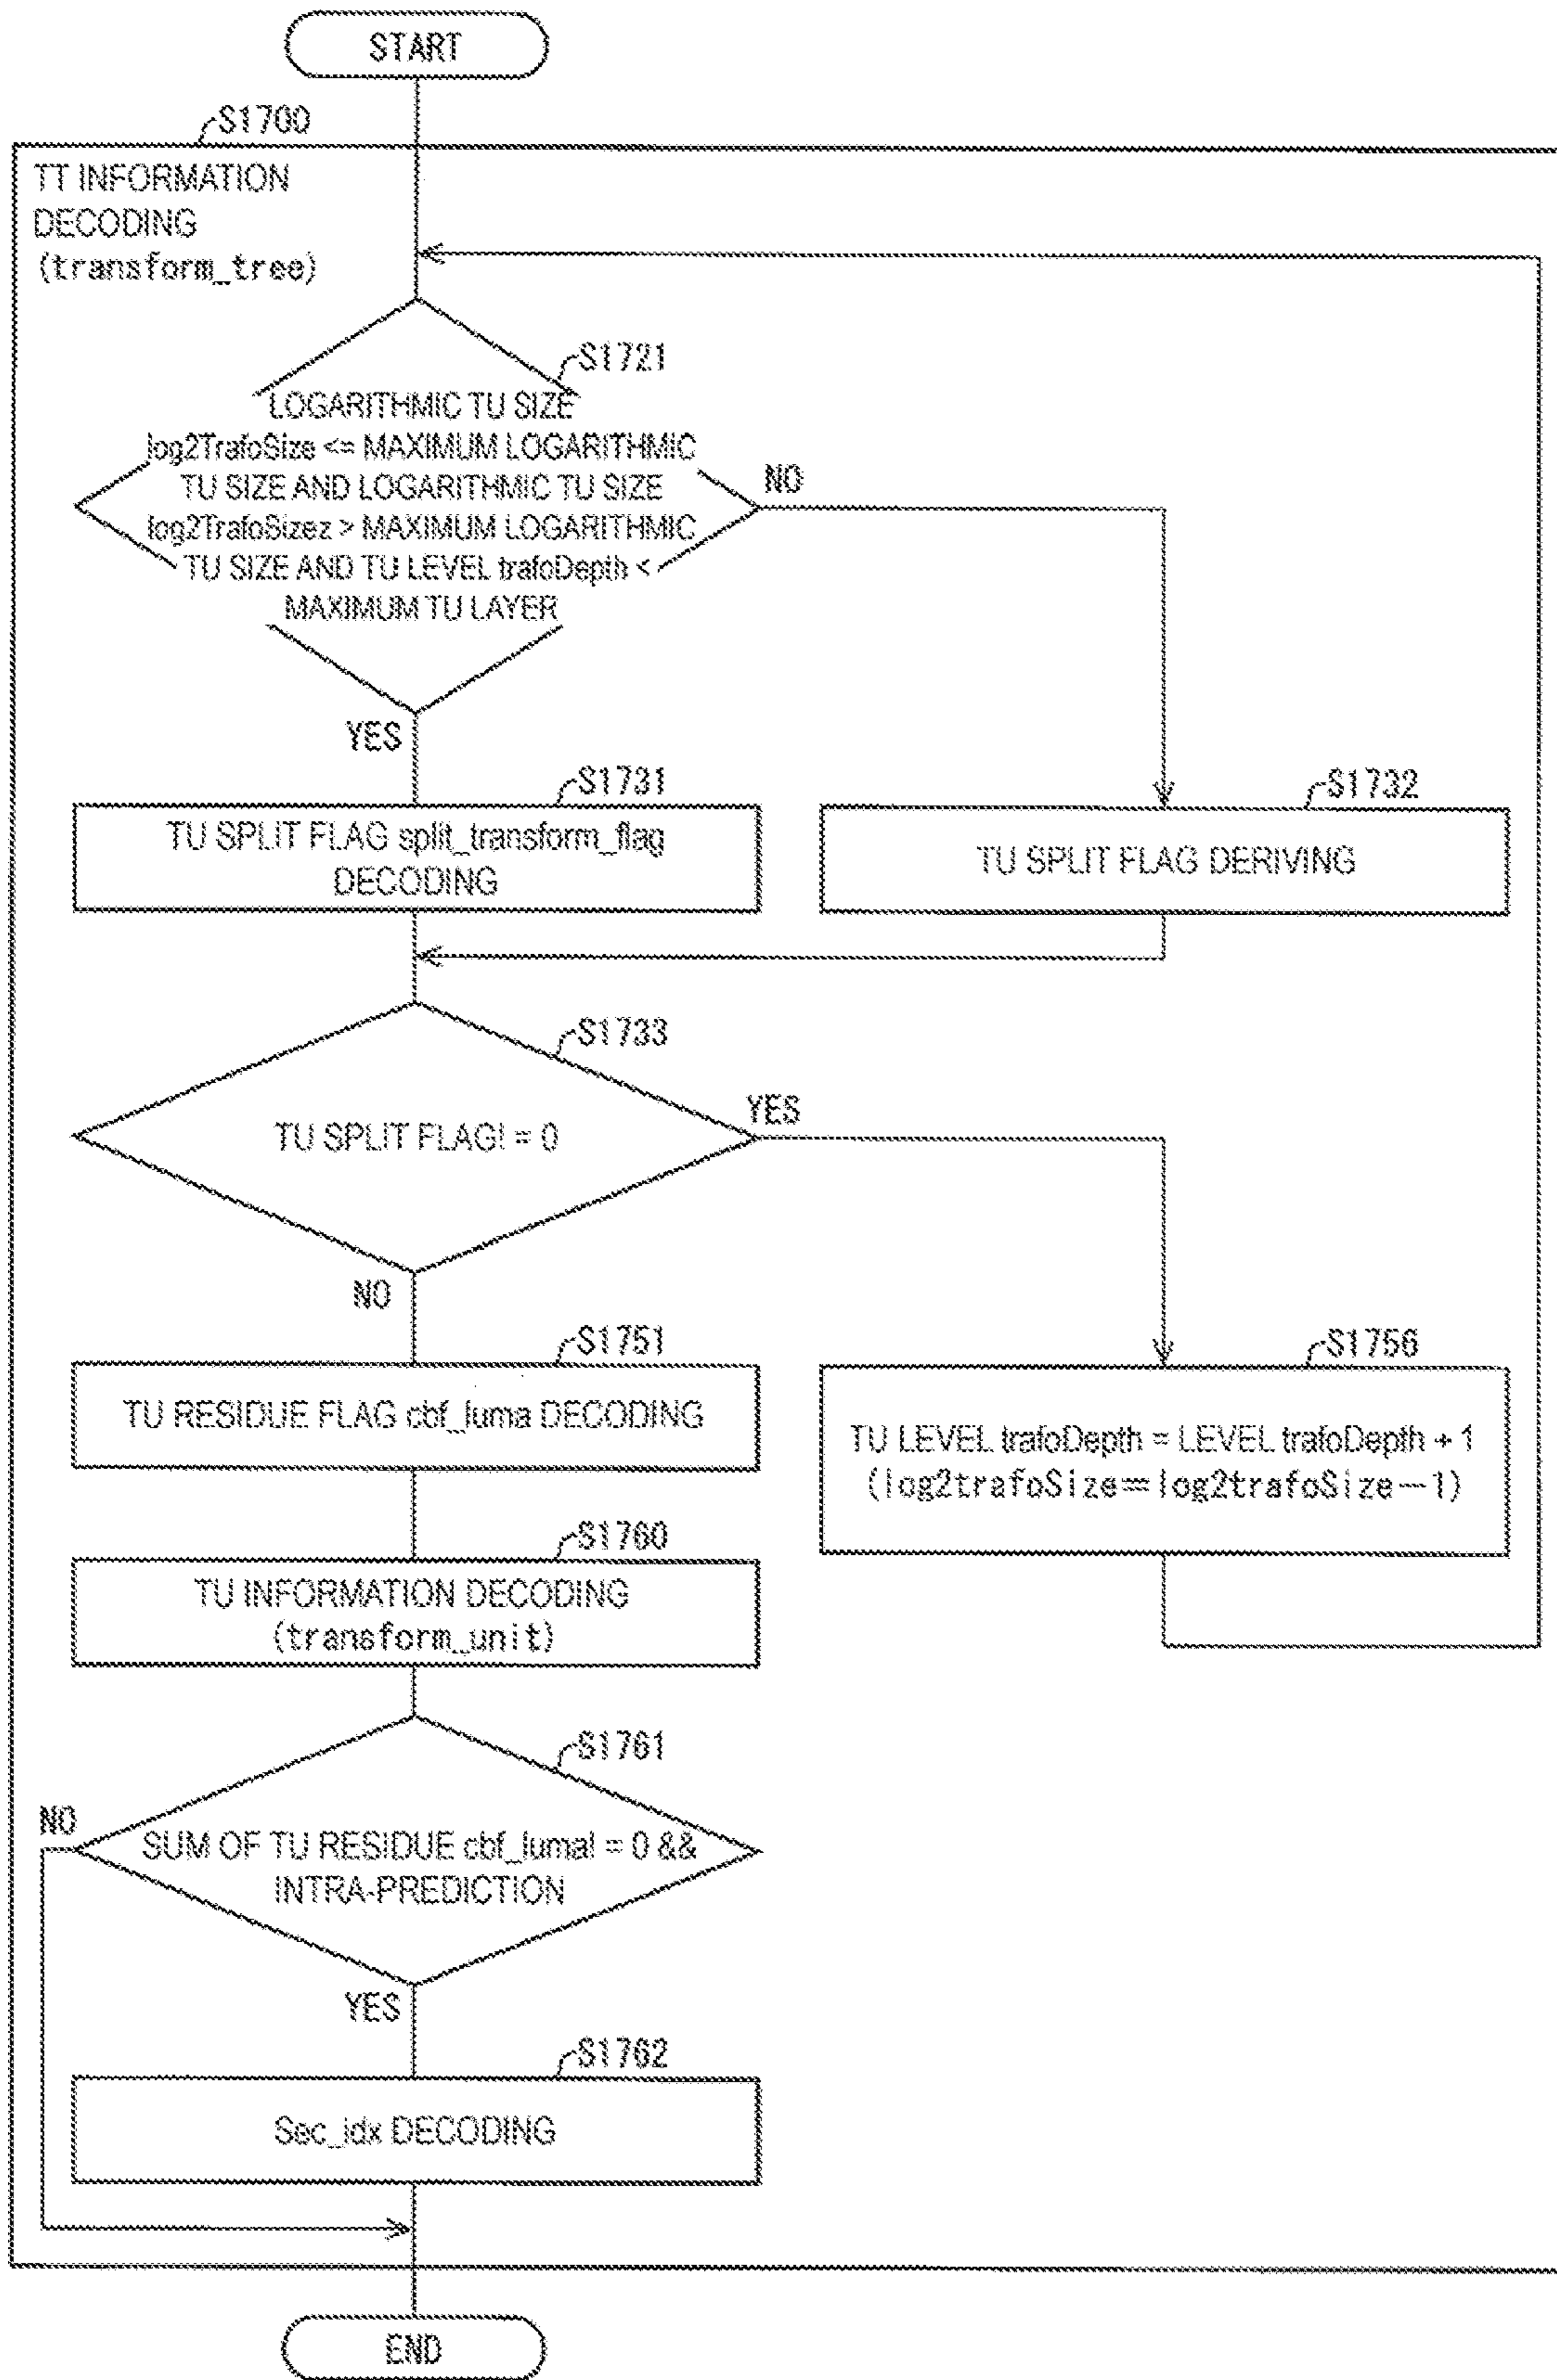 START
S1700
TT INFORMATION
DECODING
(transform_tree)
S1721
LOGARITHMIC TU SIZE
log2TrafoSize <= MAXIMUM LOGARITHMIC
TU SIZE AND LOGARITHMIC TU SIZE
log2TrafoSizez > MAXIMUM LOGARITHMIC
TU SIZE AND TU LEVEL trafoDepth <
MAXIMUM TU LAYER
NO
YES
S1731
TU SPLIT FLAG split_transform_flag
DECODING
S1732
TU SPLIT FLAG DERIVING
S1733
TU SPLIT FLAG! = 0
YES
NO
S1751
TU RESIDUE FLAG cbf_luma DECODING
S1756
TU LEVEL trafoDepth = LEVEL trafoDepth + 1
(log2trafoSize=log2trafoSize-1)
S1760
TU INFORMATION DECODING
(transform_unit)
S1761
NO
SUM OF TU RESIDUE cbf_luma! = 0 &&
INTRA-PREDICTION
YES
S1762
Sec_idx DECODING
END